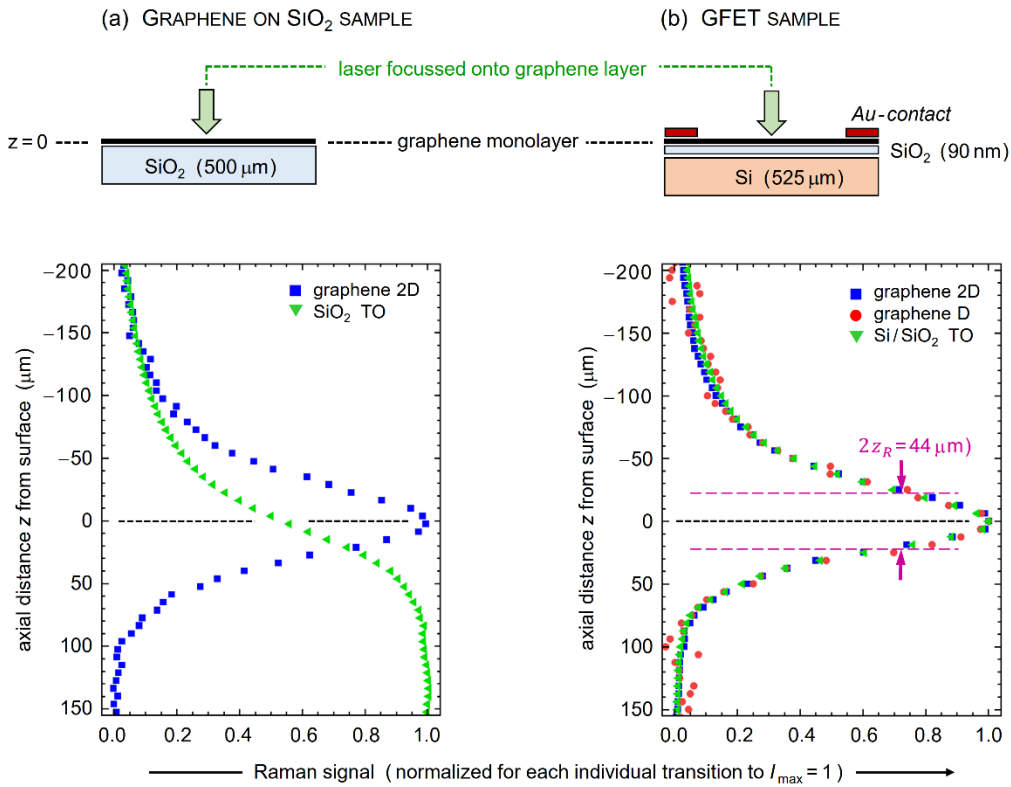 (a) GRAPHENE ON SiO₂ SAMPLE
(b) GFET SAMPLE
laser focussed onto graphene layer
Au-contact
z = 0
graphene monolayer
SiO₂ (90 nm)
SiO₂ (500 µm)
Si (525 µm)
−200
−150
−100
−50
0
50
100
150
axial distance z from surface (µm)
graphene 2D
SiO₂ TO
0.0 0.2 0.4 0.6 0.8 1.0
−200
−150
−100
−50
0
50
100
150
axial distance z from surface (µm)
graphene 2D
graphene D
Si/SiO₂ TO
2z_R = 44 µm)
0.0 0.2 0.4 0.6 0.8 1.0
Raman signal ( normalized for each individual transition to I_max = 1 )